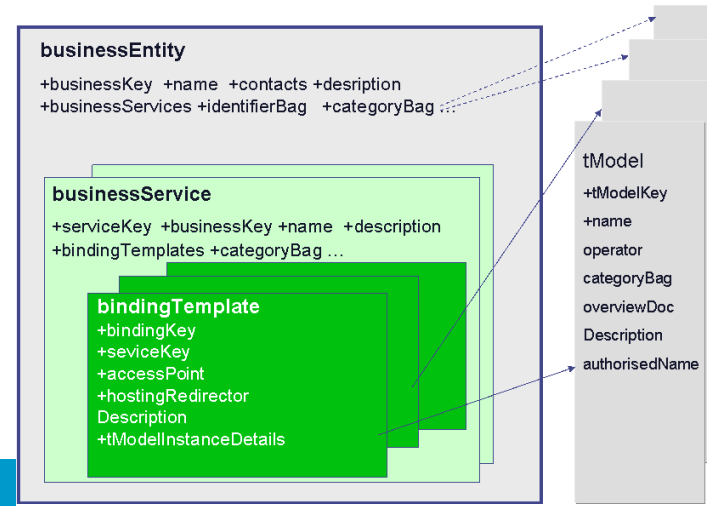 businessEntity
+businessKey +name +contacts +desription
+businessServices +identifierBag +categoryBag ...
businessService
+serviceKey +businessKey +name +description
+bindingTemplates +categoryBag ...
bindingTemplate
+bindingKey
+seviceKey
+accessPoint
+hostingRedirector
Description
+tModelInstanceDetails
tModel
+tModelKey
+name
operator
categoryBag
overviewDoc
Description
authorisedName